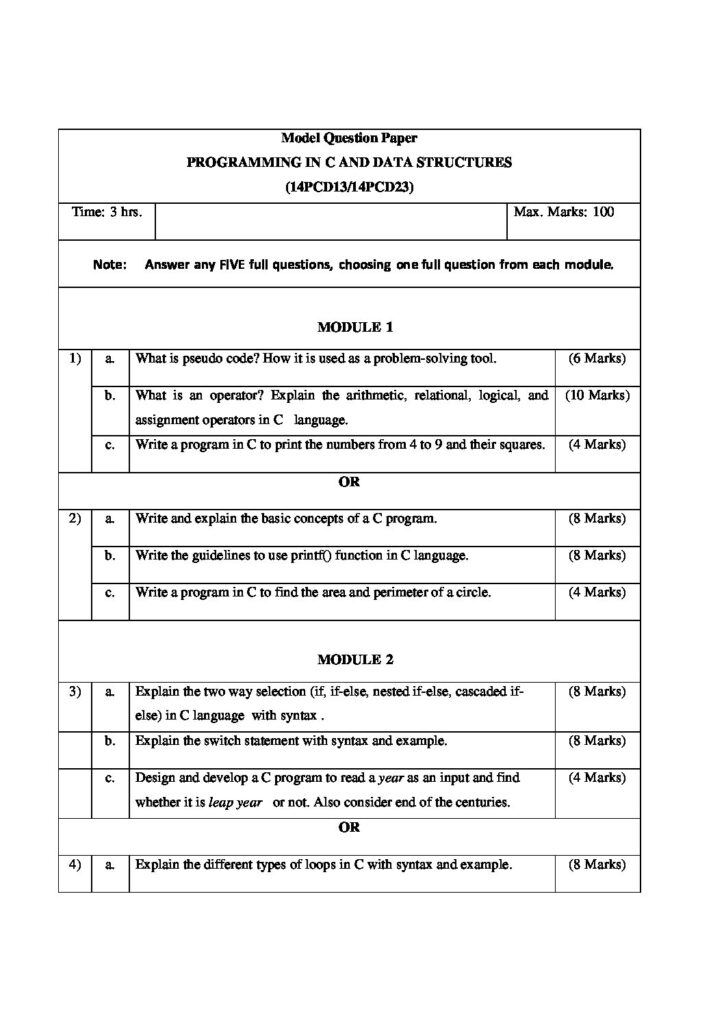 Model Question Paper
PROGRAMMING IN C AND DATA STRUCTURES
(14PCD13/14PCD23)
Time: 3 hrs. Max. Marks: 100
Note: Answer any FIVE full questions, choosing one full question from each module.
MODULE 1
1) a. What is pseudo code? How it is used as a problem-solving tool. (6 Marks)
b. What is an operator? Explain the arithmetic, relational, logical, and (10 Marks)
assignment operators in C language.
c. Write a program in C to print the numbers from 4 to 9 and their squares. (4 Marks)
OR
2) a. Write and explain the basic concepts of a C program. (8 Marks)
b. Write the guidelines to use printf() function in C language. (8 Marks)
c. Write a program in C to find the area and perimeter of a circle. (4 Marks)
MODULE 2
3) a. Explain the two way selection (if, if-else, nested if-else, cascaded if- (8 Marks)
else) in C language with syntax .
b. Explain the switch statement with syntax and example. (8 Marks)
c. Design and develop a C program to read a year as an input and find (4 Marks)
whether it is leap year or not. Also consider end of the centuries.
OR
4) a. Explain the different types of loops in C with syntax and example. (8 Marks)